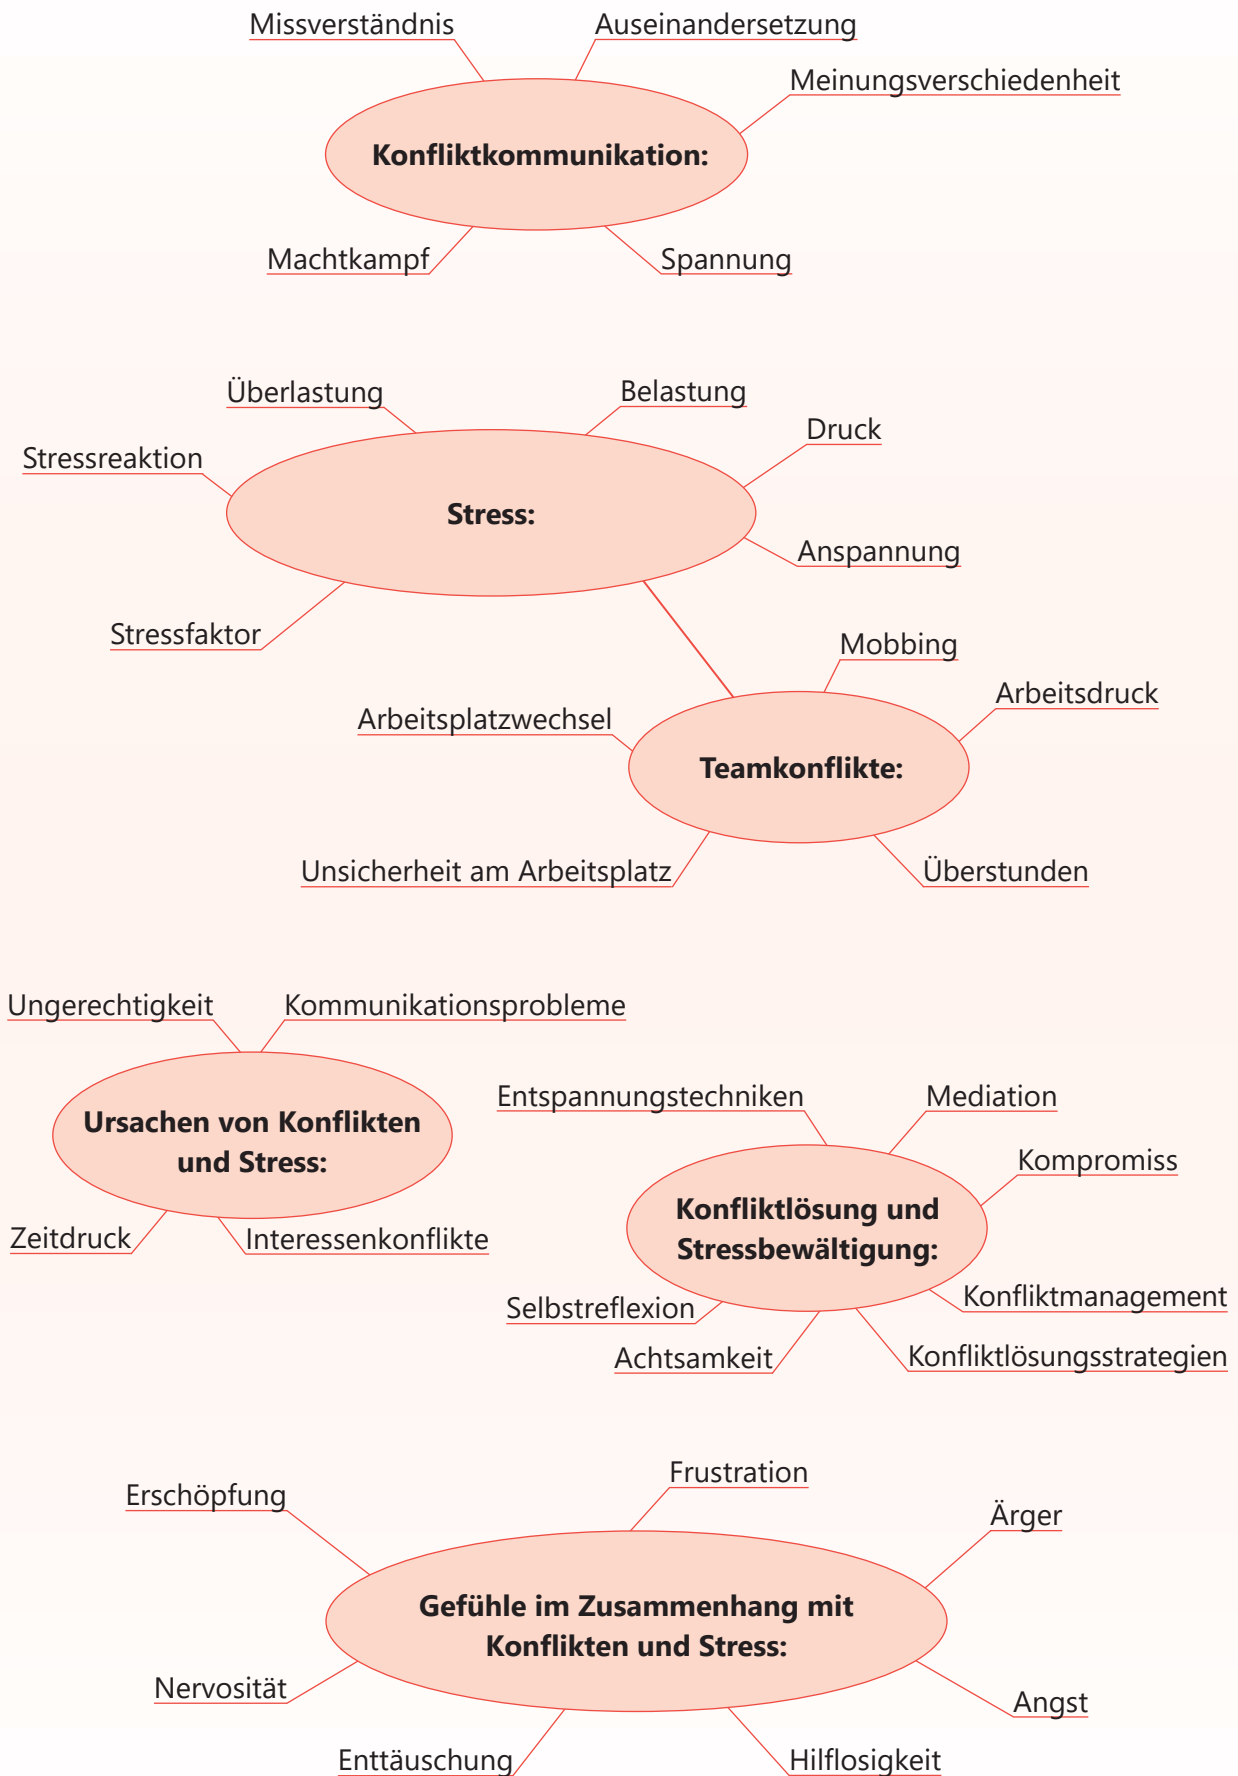 Missverständnis
Auseinandersetzung
Meinungsverschiedenheit
Konfliktkommunikation:
Machtkampf
Spannung
Überlastung
Belastung
Druck
Stressreaktion
Stress:
Anspannung
Stressfaktor
Mobbing
Arbeitsdruck
Arbeitsplatzwechsel
Teamkonflikte:
Unsicherheit am Arbeitsplatz
Überstunden
Ungerechtigkeit
Kommunikationsprobleme
Ursachen von Konflikten
und Stress:
Zeitdruck
Interessenkonflikte
Entspannungstechniken
Mediation
Kompromiss
Konfliktlösung und
Stressbewältigung:
Selbstreflexion
Konfliktmanagement
Achtsamkeit
Konfliktlösungsstrategien
Erschöpfung
Frustration
Ärger
Gefühle im Zusammenhang mit
Konflikten und Stress:
Nervosität
Angst
Enttäuschung
Hilflosigkeit